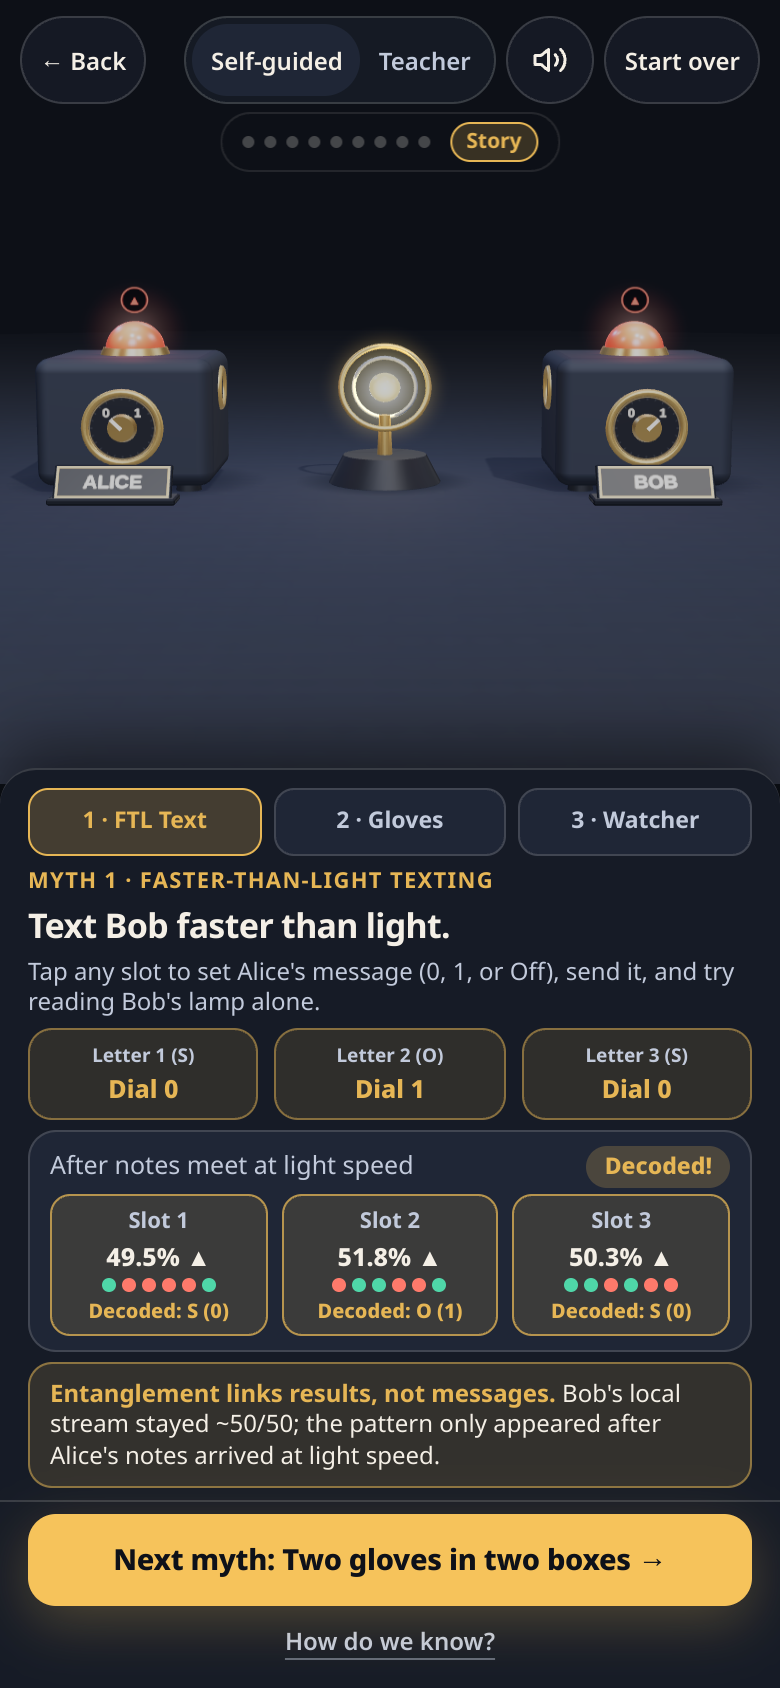 ← Back
Self-guided
Teacher
Start over
Story
▲
▲
0 1
0 1
ALICE
BOB
1 · FTL Text
2 · Gloves
3 · Watcher
MYTH 1 · FASTER-THAN-LIGHT TEXTING
Text Bob faster than light.
Tap any slot to set Alice's message (0, 1, or Off), send it, and try
reading Bob's lamp alone.
Letter 1 (S)
Dial 0
Letter 2 (O)
Dial 1
Letter 3 (S)
Dial 0
After notes meet at light speed
Decoded!
Slot 1
49.5% ▲
Decoded: S (0)
Slot 2
51.8% ▲
Decoded: O (1)
Slot 3
50.3% ▲
Decoded: S (0)
Entanglement links results, not messages. Bob's local
stream stayed ~50/50; the pattern only appeared after
Alice's notes arrived at light speed.
Next myth: Two gloves in two boxes →
How do we know?